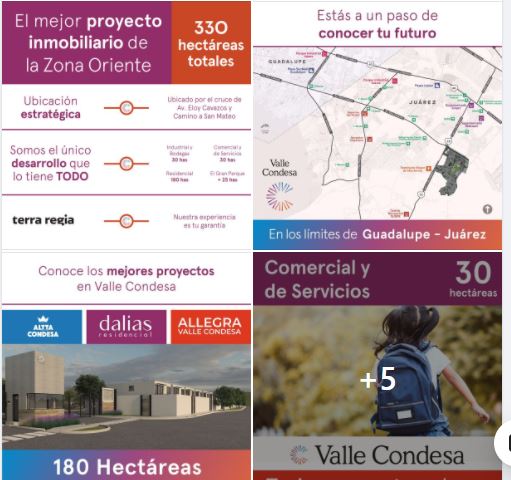 El mejor proyecto
inmobiliario de
la Zona Oriente
330
hectáreas
totales
Ubicación
estratégica
Ubicado por el cruce de
Av. Eloy Cavazos y
Camino a San Mateo
Somos el único
desarrollo que
lo tiene TODO
Industrial y
Bodegas
30 has
Comercial y
de Servicios
30 has
Residencial
180 has
El Gran Parque
+ 25 has
terra regia
Nuestra experiencia
es tu garantía
Estás a un paso de
conocer tu futuro
GUADALUPE
JUÁREZ
Valle
Condesa
En los límites de Guadalupe - Juárez
Conoce los mejores proyectos
en Valle Condesa
ALYTA
CONDESA
dalias
residencial
ALLEGRA
VALLE CONDESA
180 Hectáreas
Comercial y
de Servicios
30
hectáreas
+5
Valle Condesa